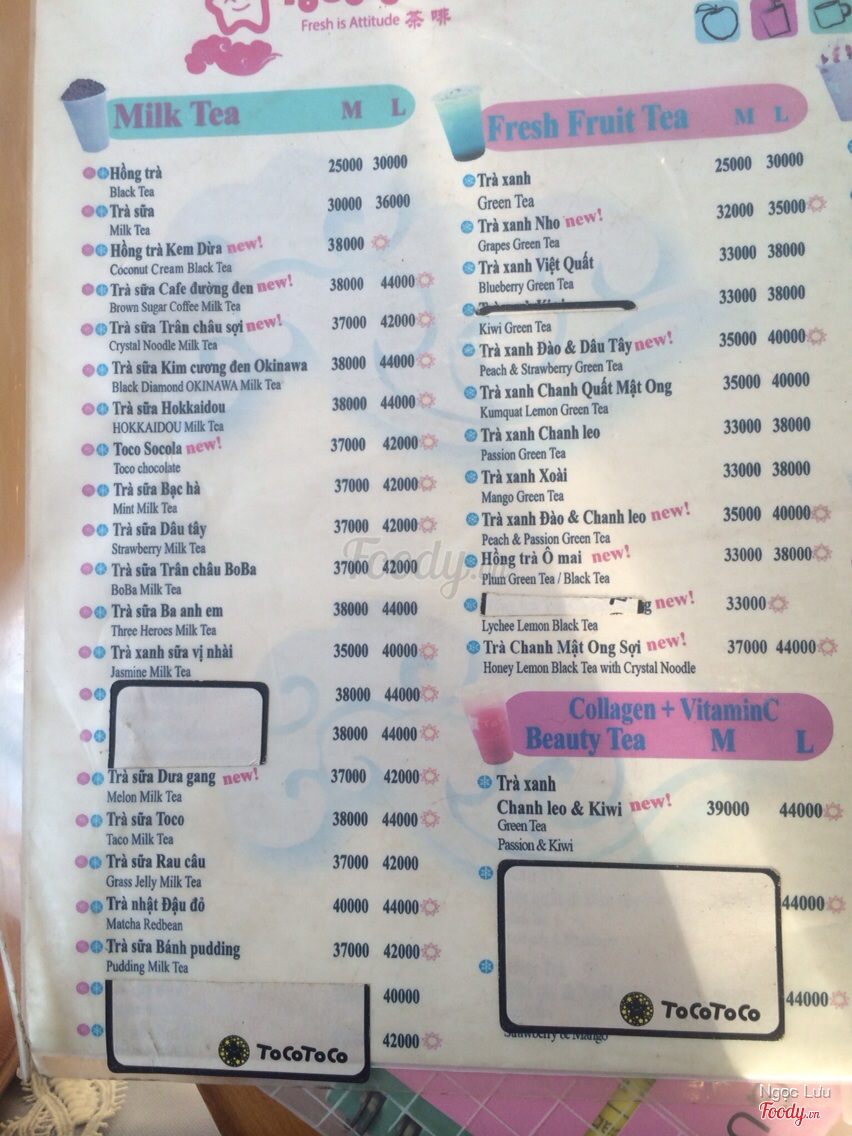 Fresh is Attitude 茶啡
Milk Tea M L
Hồng trà 25000 30000
Black Tea
Trà sữa 30000 36000
Milk Tea
Hồng trà Kem Dừa new! 38000
Coconut Cream Black Tea
Trà sữa Cafe đường đen new! 38000 44000
Brown Sugar Coffee Milk Tea
Trà sữa Trân châu sợi new! 37000 42000
Crystal Noodle Milk Tea
Trà sữa Kim cương đen Okinawa 38000 44000
Black Diamond OKINAWA Milk Tea
Trà sữa Hokkaidou 38000 44000
HOKKAIDOU Milk Tea
Toco Socola new! 37000 42000
Toco chocolate
Trà sữa Bạc hà 37000 42000
Mint Milk Tea
Trà sữa Dâu tây 37000 42000
Strawberry Milk Tea
Trà sữa Trân châu BoBa 37000 42000
BoBa Milk Tea
Trà sữa Ba anh em 38000 44000
Three Heroes Milk Tea
Trà xanh sữa vị nhài 35000 40000
Jasmine Milk Tea
38000 44000
38000 44000
Trà sữa Dưa gang new! 37000 42000
Melon Milk Tea
Trà sữa Toco 38000 44000
Taco Milk Tea
Trà sữa Rau câu 37000 42000
Grass Jelly Milk Tea
Trà nhật Đậu đỏ 40000 44000
Matcha Redbean
Trà sữa Bánh pudding 37000 42000
Pudding Milk Tea
40000
42000
ToCoToCo
Fresh Fruit Tea M L
Trà xanh 25000 30000
Green Tea
Trà xanh Nho new! 32000 35000
Grapes Green Tea
Trà xanh Việt Quất 33000 38000
Blueberry Green Tea
33000 38000
Kiwi Green Tea
Trà xanh Đào & Dâu Tây new! 35000 40000
Peach & Strawberry Green Tea
Trà xanh Chanh Quất Mật Ong 35000 40000
Kumquat Lemon Green Tea
Trà xanh Chanh leo 33000 38000
Passion Green Tea
Trà xanh Xoài 33000 38000
Mango Green Tea
Trà xanh Đào & Chanh leo new! 35000 40000
Peach & Passion Green Tea
Hồng trà Ô mai new! 33000 38000
Plum Green Tea / Black Tea
g new! 33000
Lychee Lemon Black Tea
Trà Chanh Mật Ong Sợi new! 37000 44000
Honey Lemon Black Tea with Crystal Noodle
Collagen + VitaminC
Beauty Tea M L
Trà xanh
Chanh leo & Kiwi new! 39000 44000
Green Tea
Passion & Kiwi
44000
44000
ToCoToCo
Strawberry & Mango
Foody.vn
Ngọc Lưu
Foody.vn